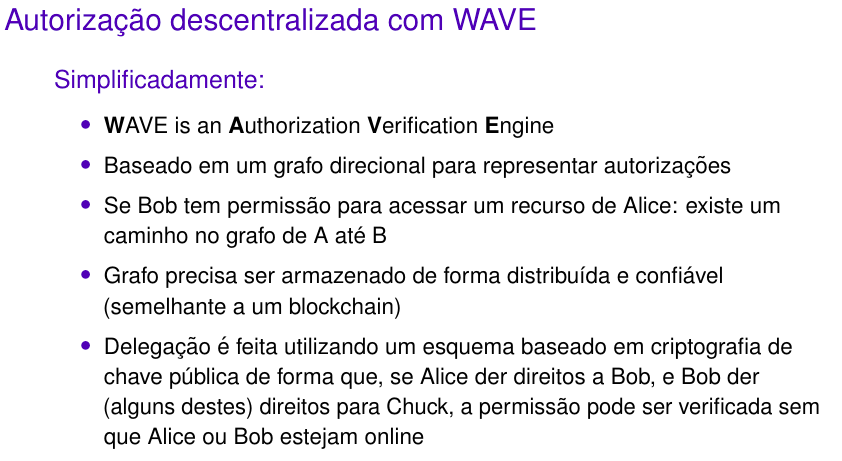 Autorização descentralizada com WAVE
Simplificadamente:
• WAVE is an Authorization Verification Engine
• Baseado em um grafo direcional para representar autorizações
• Se Bob tem permissão para acessar um recurso de Alice: existe um
caminho no grafo de A até B
• Grafo precisa ser armazenado de forma distribuída e confiável
(semelhante a um blockchain)
• Delegação é feita utilizando um esquema baseado em criptografia de
chave pública de forma que, se Alice der direitos a Bob, e Bob der
(alguns destes) direitos para Chuck, a permissão pode ser verificada sem
que Alice ou Bob estejam online